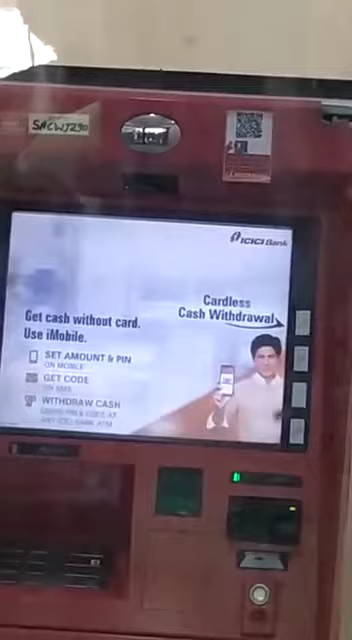 SACWJ290
ICICI Bank
Cardless
Cash Withdrawal
Get cash without card.
Use iMobile.
SET AMOUNT & PIN
ON MOBILE
GET CODE
ON SMS
WITHDRAW CASH
USING PIN & CODE AT
ANY ICICI BANK ATM